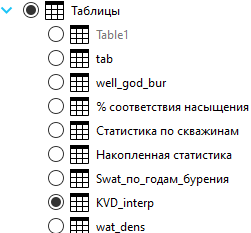 Таблицы
Table1
tab
well_god_bur
% соответствия насыщения
Статистика по скважинам
Накопленная статистика
Swat_по_годам_бурения
KVD_interp
wat_dens